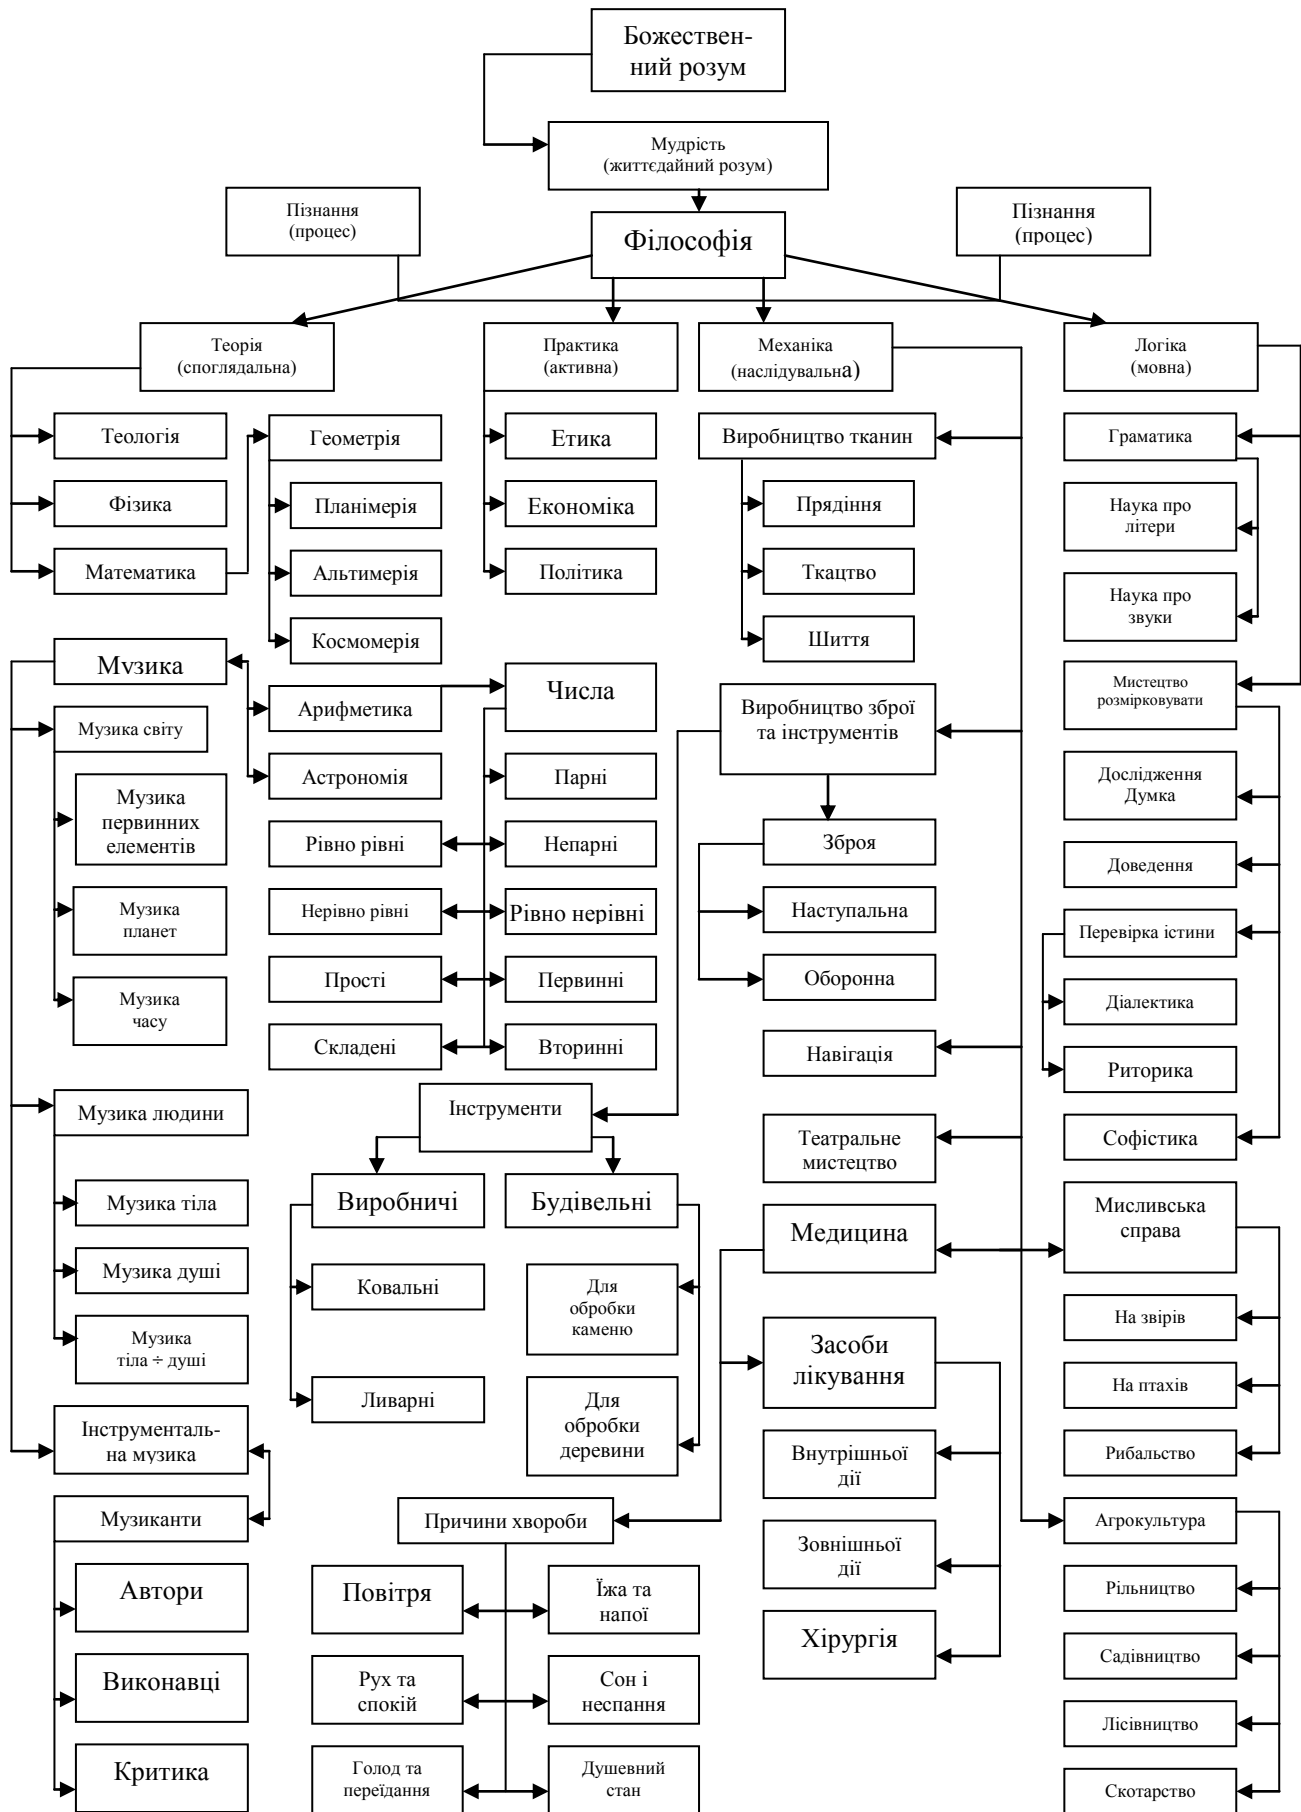 Божествен-
ний розум
Мудрість
(життєдайний розум)
Пізнання
(процес)
Філософія
Пізнання
(процес)
Теорія
(споглядальна)
Практика
(активна)
Механіка
(наслідувальна)
Логіка
(мовна)
Теологія
Геометрія
Етика
Виробництво тканин
Граматика
Фізика
Планімерія
Економіка
Прядіння
Наука про
літери
Математика
Альтимерія
Політика
Ткацтво
Наука про
звуки
Космомерія
Шиття
Музика
Арифметика
Числа
Виробництво зброї
та інструментів
Мистецтво
розмірковувати
Музика світу
Астрономія
Парні
Дослідження
Думка
Музика
первинних
елементів
Рівно рівні
Непарні
Зброя
Доведення
Музика
планет
Нерівно рівні
Рівно нерівні
Наступальна
Перевірка істини
Музика
часу
Прості
Первинні
Оборонна
Діалектика
Складені
Вторинні
Навігація
Риторика
Музика людини
Інструменти
Театральне
мистецтво
Софістика
Музика тіла
Виробничі
Будівельні
Медицина
Мисливська
справа
Музика душі
Ковальні
Для
обробки
каменю
На звірів
Музика
тіла ÷ душі
Засоби
лікування
На птахів
Інструменталь-
на музика
Ливарні
Для
обробки
деревини
Внутрішньої
дії
Рибальство
Музиканти
Причини хвороби
Зовнішньої
дії
Агрокультура
Автори
Повітря
Їжа та
напої
Хірургія
Рільництво
Виконавці
Рух та
спокій
Сон і
неспання
Садівництво
Лісівництво
Критика
Голод та
переїдання
Душевний
стан
Скотарство